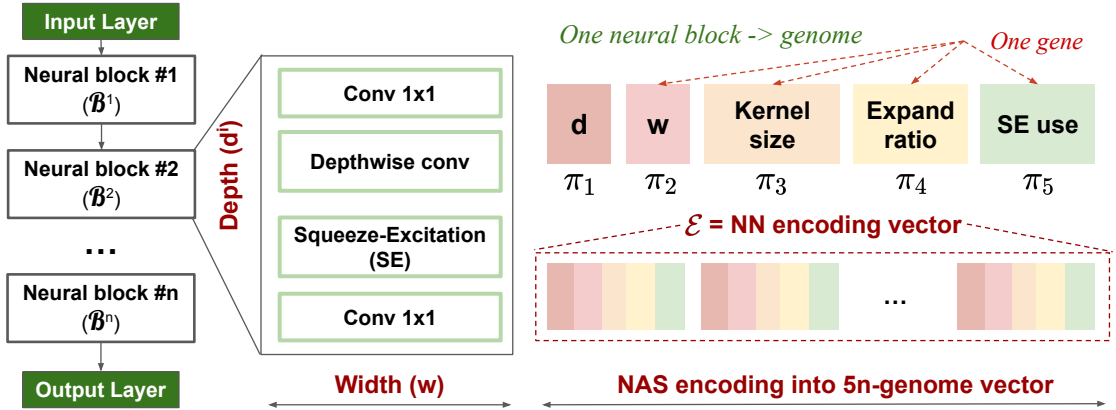 Input Layer
Neural block #1
(𝓑¹)
Neural block #2
(𝓑²)
...
Neural block #n
(𝓑ⁿ)
Output Layer
Depth (dⁱ)
Conv 1x1
Depthwise conv
Squeeze-Excitation
(SE)
Conv 1x1
Width (w)
One neural block -> genome
One gene
d
w
Kernel
size
Expand
ratio
SE use
π₁
π₂
π₃
π₄
π₅
ℰ = NN encoding vector
...
NAS encoding into 5n-genome vector